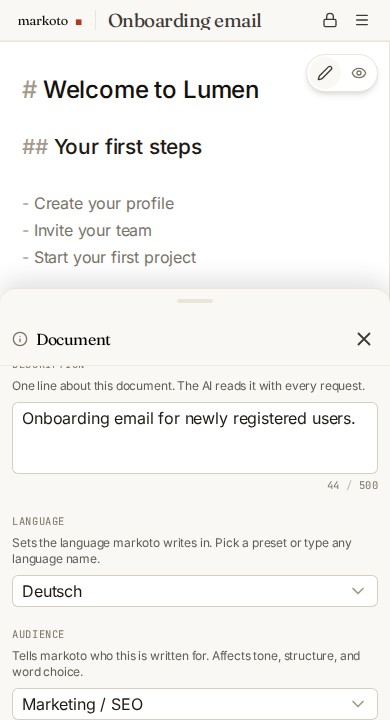 markoto
Onboarding email
# Welcome to Lumen
## Your first steps
- Create your profile
- Invite your team
- Start your first project
Document
DESCRIPTION
One line about this document. The AI reads it with every request.
Onboarding email for newly registered users.
44 / 500
LANGUAGE
Sets the language markoto writes in. Pick a preset or type any
language name.
Deutsch
AUDIENCE
Tells markoto who this is written for. Affects tone, structure, and
word choice.
Marketing / SEO